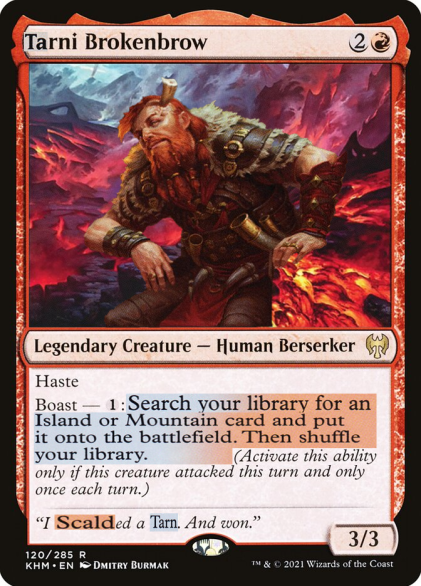 Tarni Brokenbrow 2
Legendary Creature — Human Berserker
Haste
Boast — 1 : Search your library for an
Island or Mountain card and put
it onto the battlefield. Then shuffle
your library. (Activate this ability
only if this creature attacked this turn and only
once each turn.)
"I Scalded a Tarn. And won."
3/3
120/285 R
KHM • EN Dmitry Burmak
™ & © 2021 Wizards of the Coast